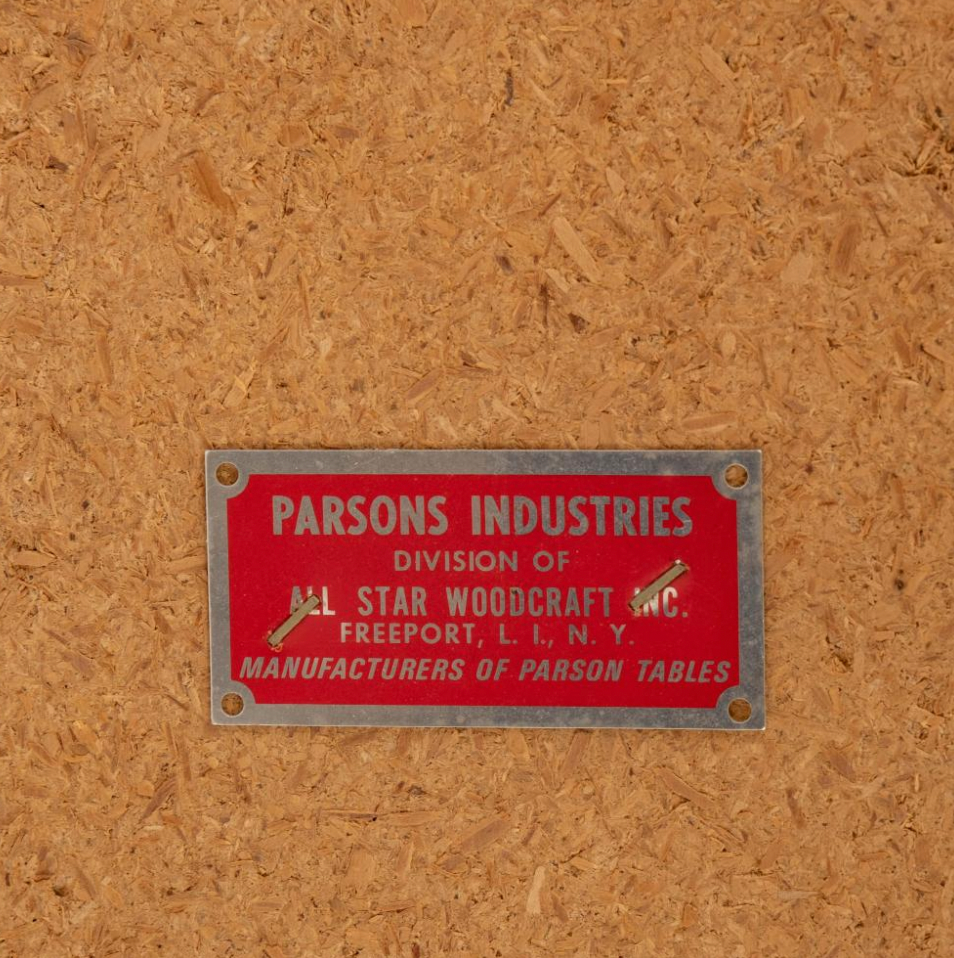 PARSONS INDUSTRIES
DIVISION OF
ALL STAR WOODCRAFT INC.
FREEPORT, L. I., N. Y.
MANUFACTURERS OF PARSON TABLES